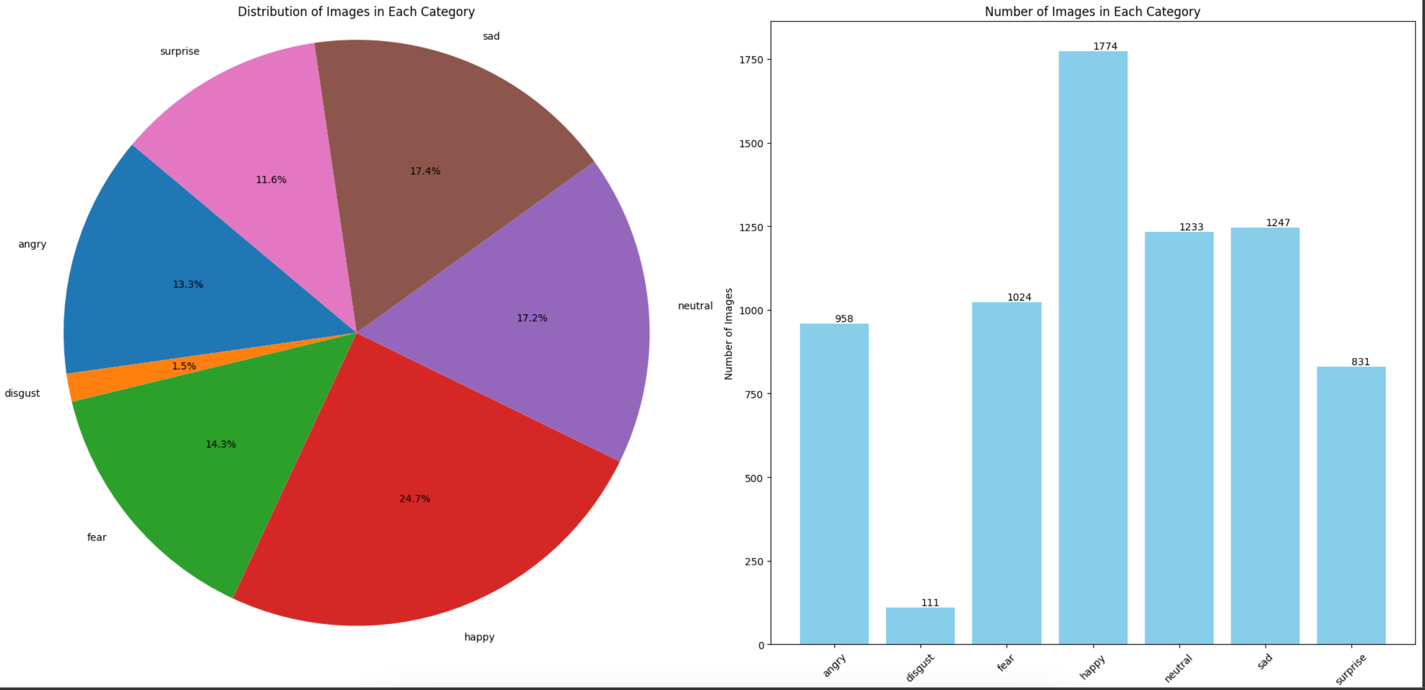 Distribution of Images in Each Category
sad
surprise
17.4%
11.6%
angry
13.3%
neutral
17.2%
1.5%
disgust
14.3%
24.7%
fear
happy
Number of Images in Each Category
Number of Images
1750
1500
1250
1000
750
500
250
0
958
111
1024
1774
1233
1247
831
angry
disgust
fear
happy
neutral
sad
surprise